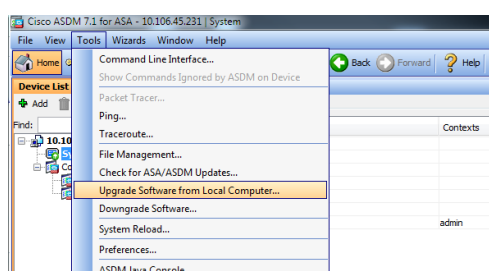 Cisco ASDM 7.1 for ASA - 10.106.45.231 | System
File View Tools Wizards Window Help
Home
Back Forward Help
Device List
Add
Find:
10.10
Command Line Interface...
Show Commands Ignored by ASDM on Device
Packet Tracer...
Ping...
Traceroute...
File Management...
Check for ASA/ASDM Updates...
Upgrade Software from Local Computer...
Downgrade Software...
System Reload...
Preferences...
ASDM Java Console
Contexts
admin